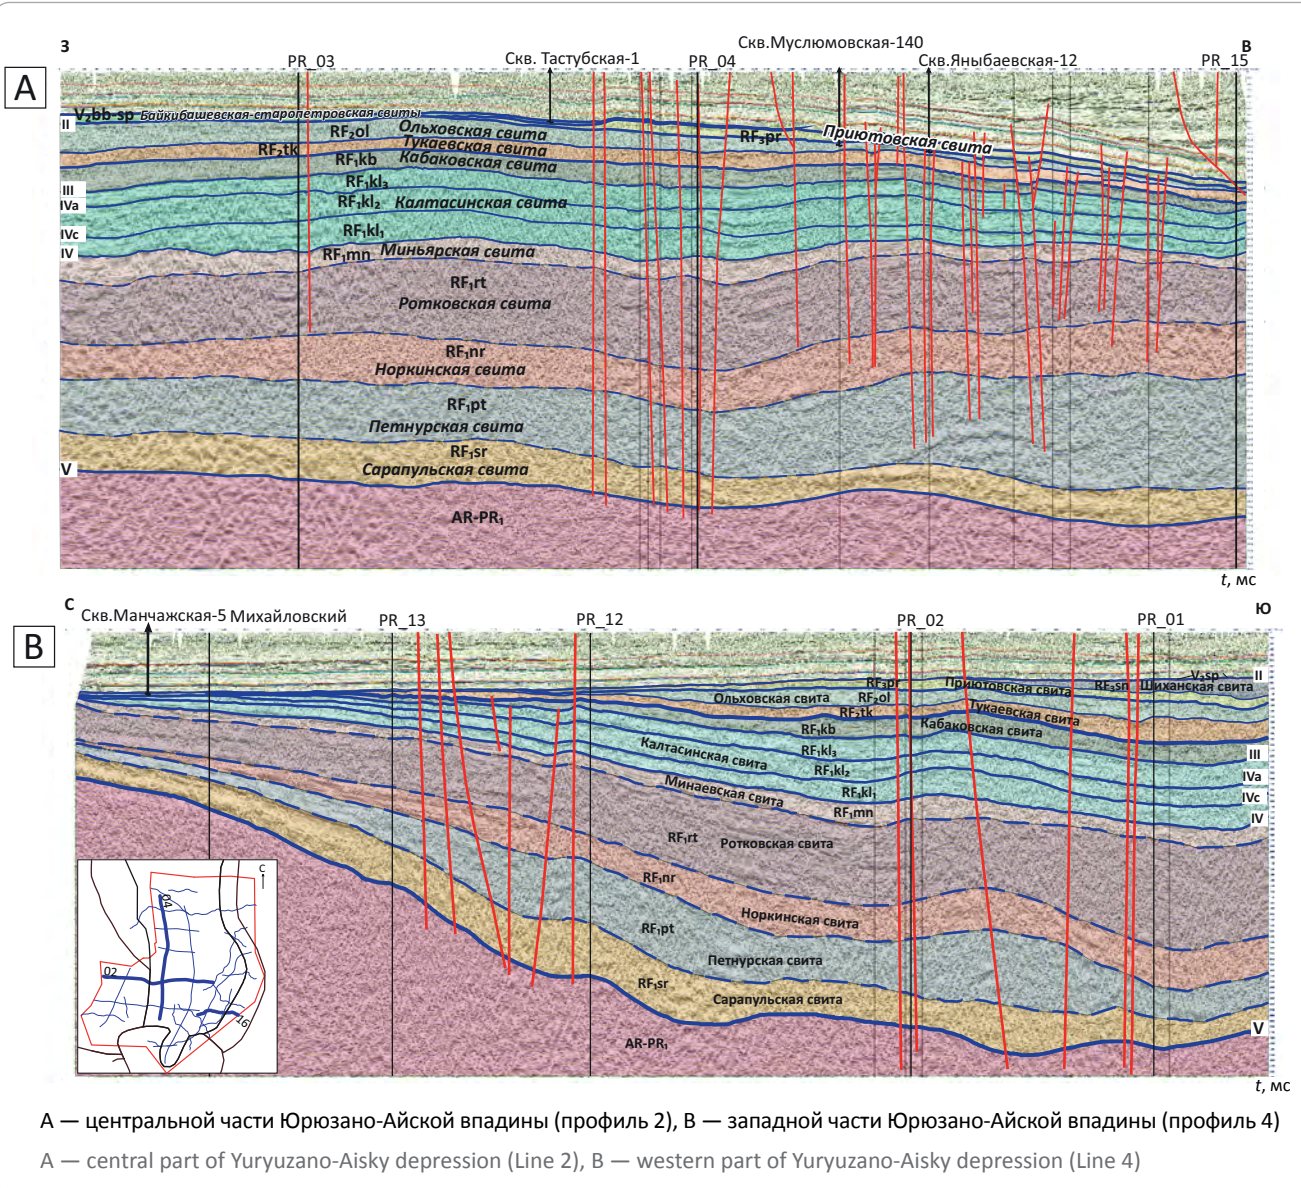 З
Скв.Муслюмовская-140
В
PR_03
Скв. Тастубская-1
PR_04
Скв.Яныбаевская-12
PR_15
A
V₂bb-sp Байкибашевская-старопетровская свиты
II
RF₂ol Ольховская свита
RF₃pr Приютовская свита
RF₂tk Тукаевская свита
RF₁kb Кабаковская свита
III
RF₁kl₃
IVa
RF₁kl₂ Калтасинская свита
IVc
RF₁kl₁
IV
RF₁mn Миньярская свита
RF₁rt
Ротковская свита
RF₁nr
Норкинская свита
RF₁pt
Петнурская свита
RF₁sr
V
Сарапульская свита
AR-PR₁
t, мс
С
Ю
Скв.Манчажская-5 Михайловский
PR_13
PR_12
PR_02
PR_01
B
V₂sp
II
RF₃pr
Приютовская свита
RF₃sn Шиханская свита
Ольховская свита
RF₂ol
RF₂tk
Тукаевская свита
RF₁kb
Кабаковская свита
Калтасинская свита
RF₁kl₃
III
RF₁kl₂
IVa
RF₁kl₁
IVc
Минаевская свита
RF₁mn
IV
RF₁rt
Ротковская свита
RF₁nr
Норкинская свита
RF₁pt
Петнурская свита
RF₁sr
Сарапульская свита
V
AR-PR₁
С
04
02
16
t, мс
А — центральной части Юрюзано-Айской впадины (профиль 2), В — западной части Юрюзано-Айской впадины (профиль 4)
A — central part of Yuryuzano-Aisky depression (Line 2), B — western part of Yuryuzano-Aisky depression (Line 4)